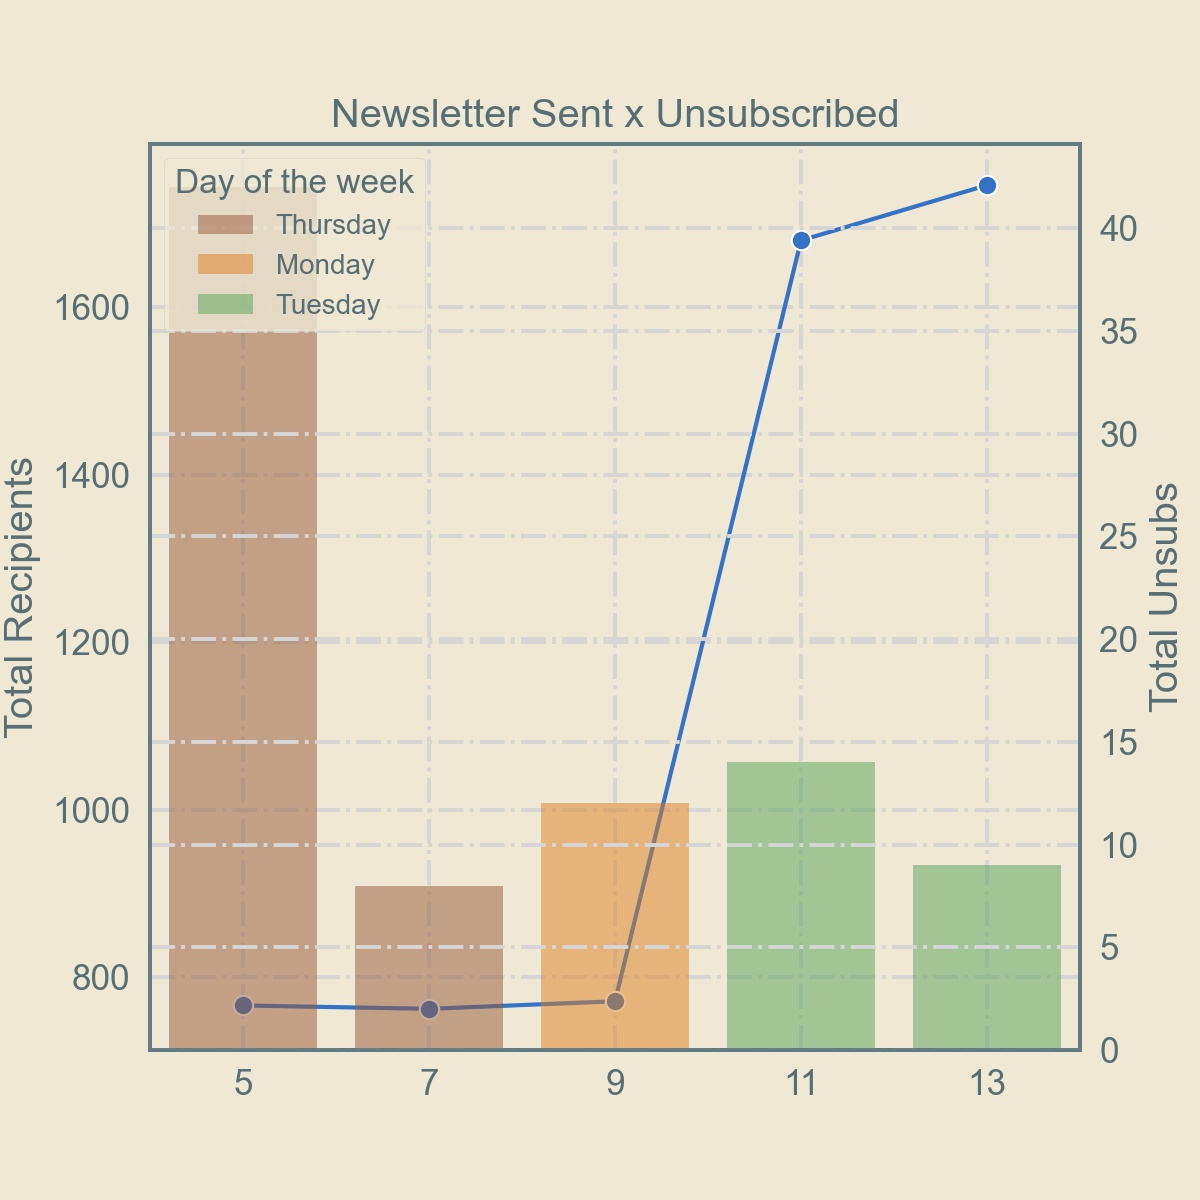 Newsletter Sent x Unsubscribed
Day of the week
Thursday
Monday
Tuesday
Total Recipients
1600
1400
1200
1000
800
40
35
30
25
20
15
10
5
0
Total Unsubs
5 7 9 11 13